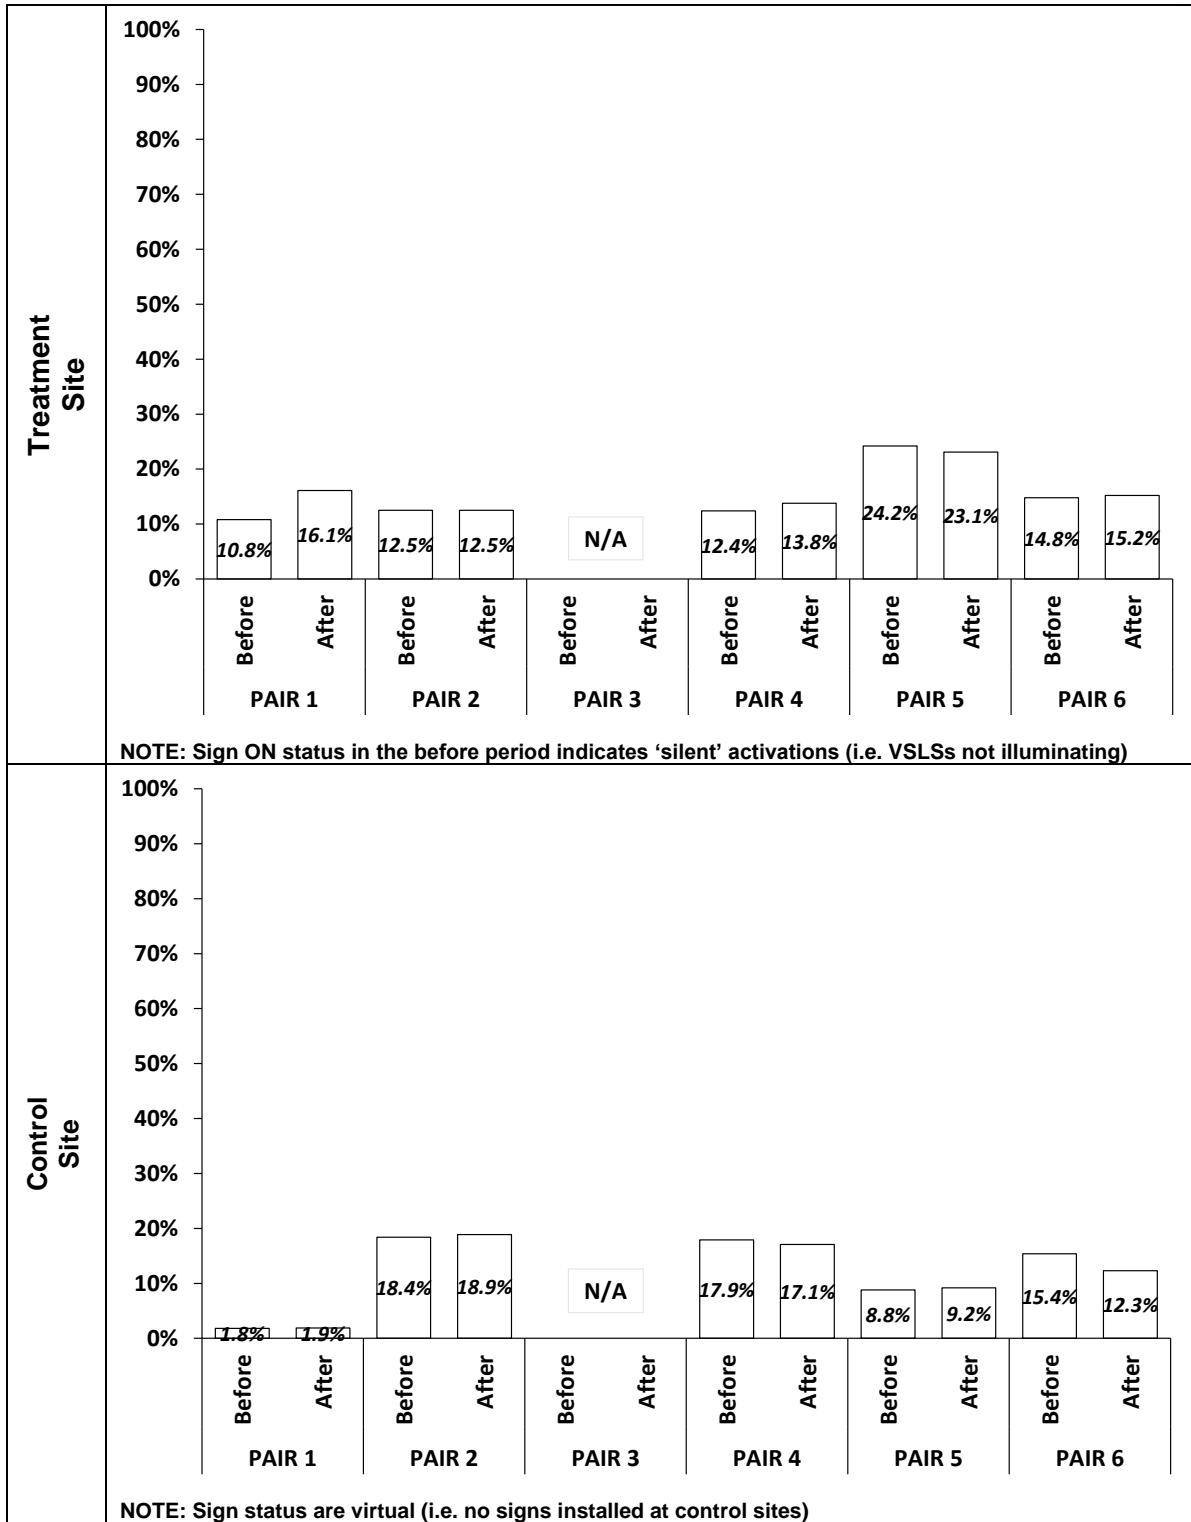 Treatment
Site
100%
90%
80%
70%
60%
50%
40%
30%
20%
10%
0%
10.8% 16.1% 12.5% 12.5% N/A 12.4% 13.8% 24.2% 23.1% 14.8% 15.2%
Before After Before After Before After Before After Before After Before After
PAIR 1 PAIR 2 PAIR 3 PAIR 4 PAIR 5 PAIR 6
NOTE: Sign ON status in the before period indicates ‘silent’ activations (i.e. VSLSs not illuminating)
Control
Site
100%
90%
80%
70%
60%
50%
40%
30%
20%
10%
0%
1.8% 1.9% 18.4% 18.9% N/A 17.9% 17.1% 8.8% 9.2% 15.4% 12.3%
Before After Before After Before After Before After Before After Before After
PAIR 1 PAIR 2 PAIR 3 PAIR 4 PAIR 5 PAIR 6
NOTE: Sign status are virtual (i.e. no signs installed at control sites)